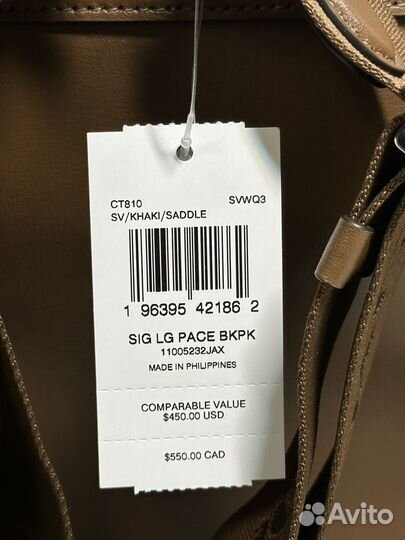 CT810 SVWQ3
SV/KHAKI/SADDLE
1 96395 42186 2
SIG LG PACE BKPK
11005232JAX
MADE IN PHILIPPINES
COMPARABLE VALUE
$450.00 USD
$550.00 CAD
Avito